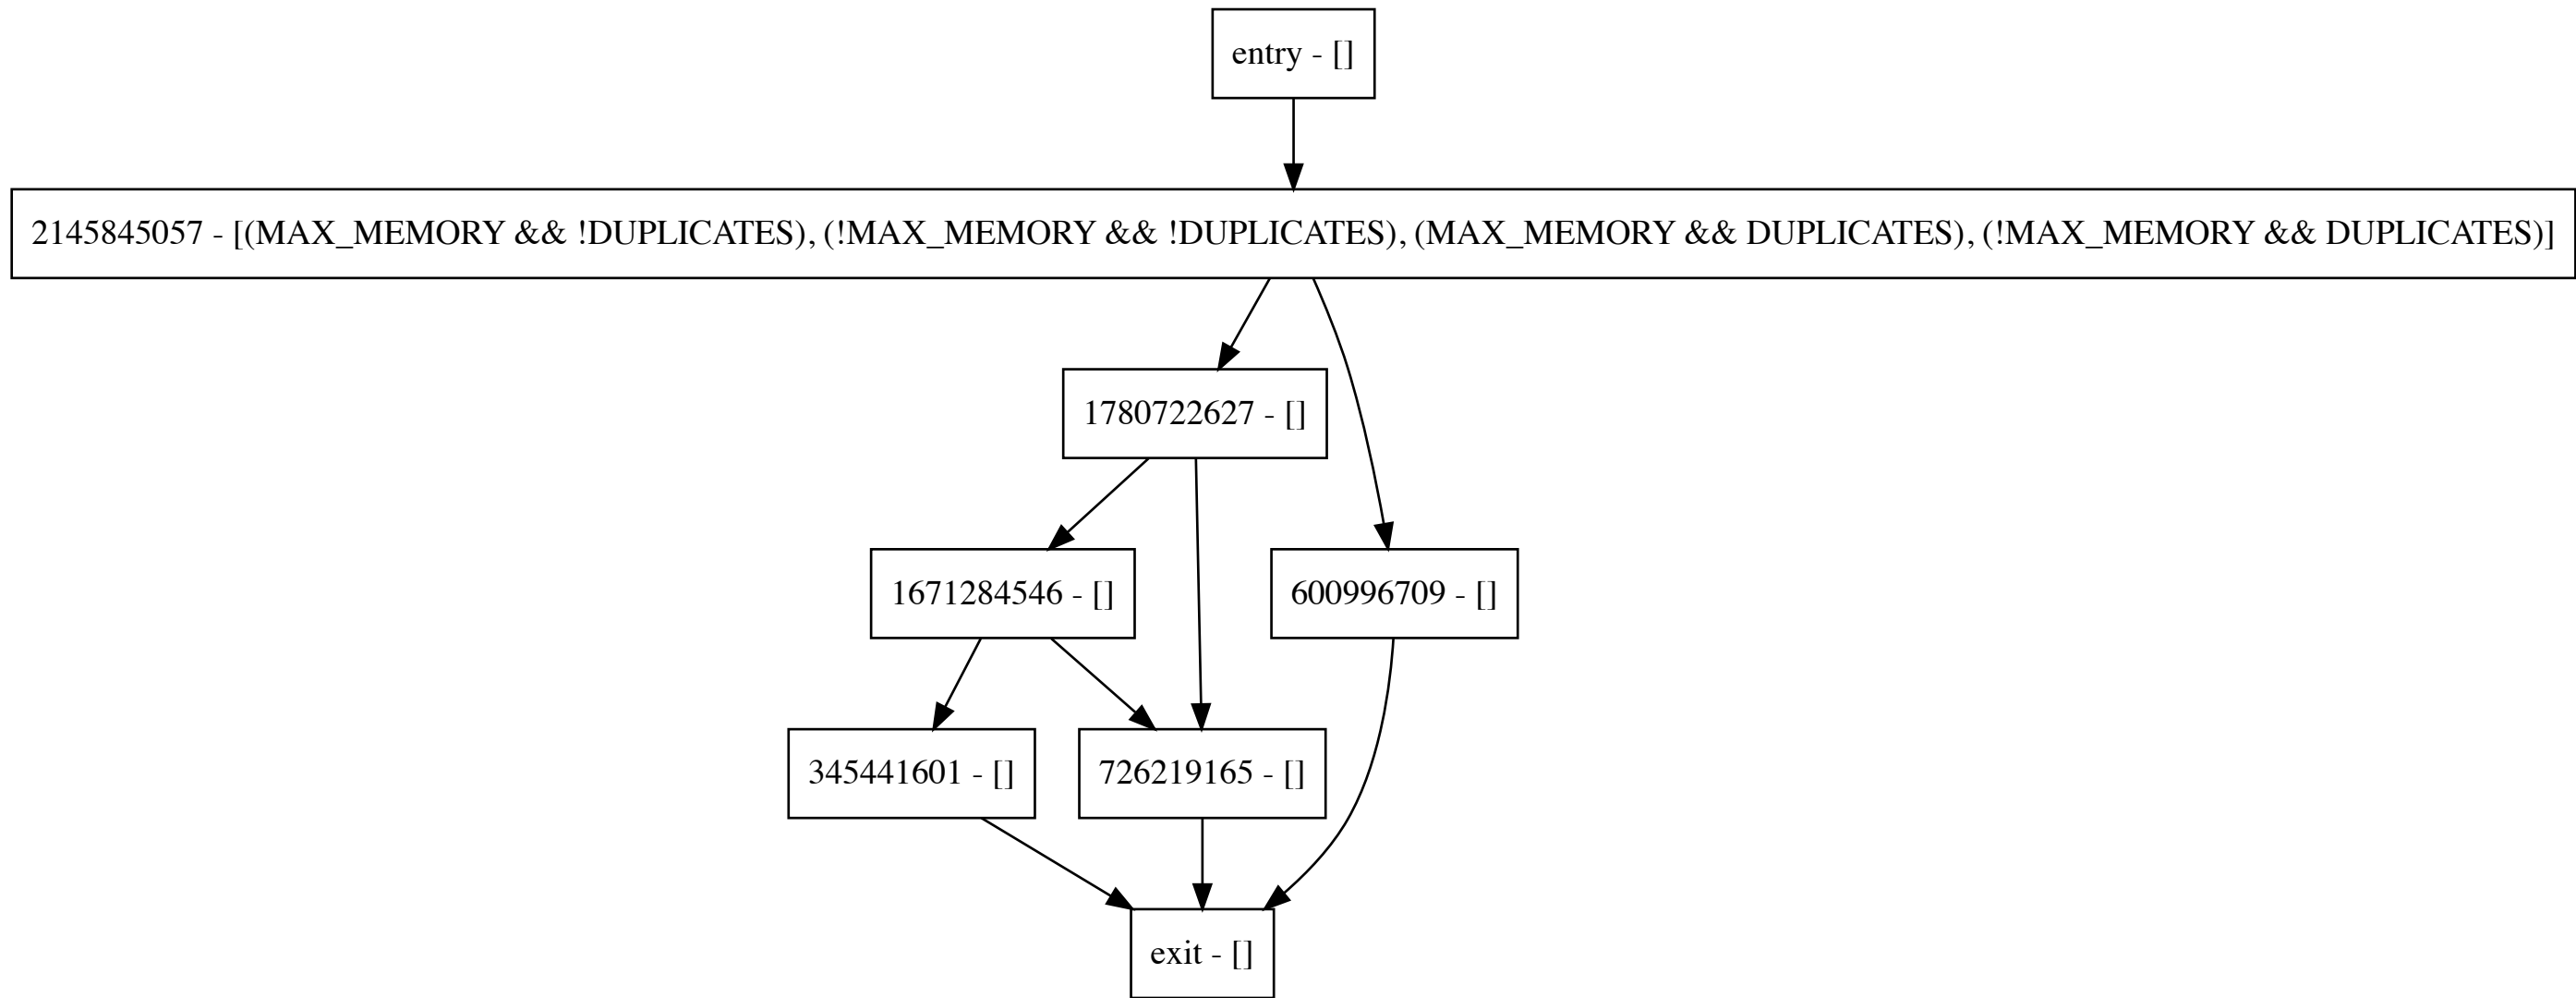 entry - []
2145845057 - [(MAX_MEMORY && !DUPLICATES), (!MAX_MEMORY && !DUPLICATES), (MAX_MEMORY && DUPLICATES), (!MAX_MEMORY && DUPLICATES)]
1780722627 - []
1671284546 - []
600996709 - []
345441601 - []
726219165 - []
exit - []